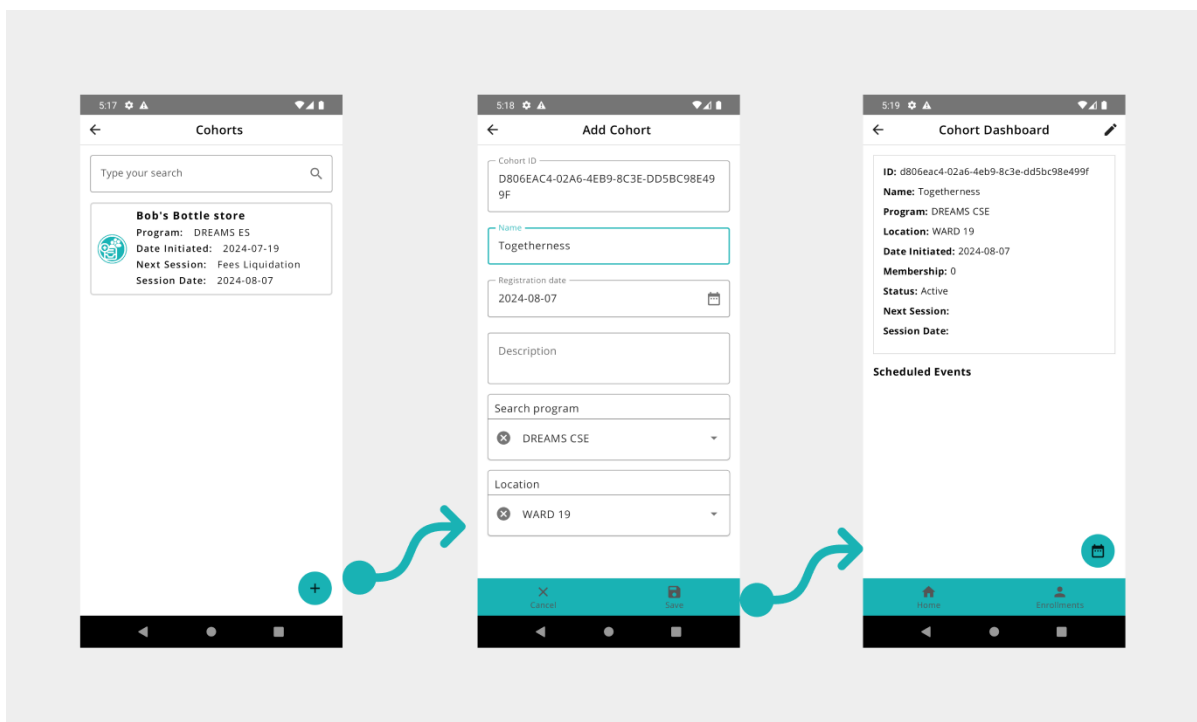 5:17
Cohorts
Type your search
Bob's Bottle store
Program: DREAMS ES
Date Initiated: 2024-07-19
Next Session: Fees Liquidation
Session Date: 2024-08-07
+
5:18
Add Cohort
Cohort ID
D806EAC4-02A6-4EB9-8C3E-DD5BC98E49
9F
Name
Togetherness
Registration date
2024-08-07
Description
Search program
DREAMS CSE
Location
WARD 19
Cancel
Save
5:19
Cohort Dashboard
ID: d806eac4-02a6-4eb9-8c3e-dd5bc98e499f
Name: Togetherness
Program: DREAMS CSE
Location: WARD 19
Date Initiated: 2024-08-07
Membership: 0
Status: Active
Next Session:
Session Date:
Scheduled Events
Home
Enrollments